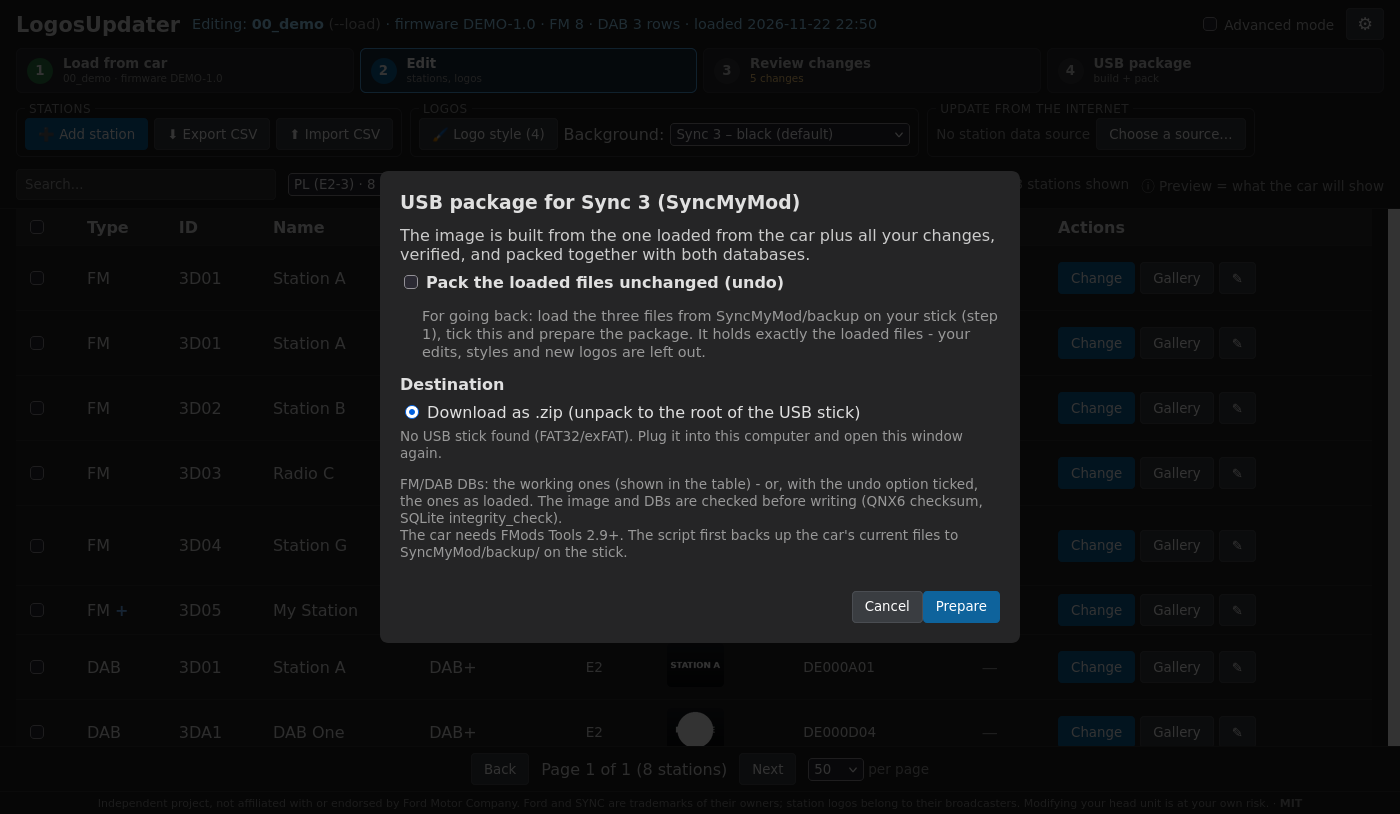 LogosUpdater Editing: 00_demo (--load) · firmware DEMO-1.0 · FM 8 · DAB 3 rows · loaded 2026-11-22 22:50 Advanced mode
1 Load from car
00_demo · firmware DEMO-1.0
2 Edit
stations, logos
3 Review changes
5 changes
4 USB package
build + pack
STATIONS
Add station Export CSV Import CSV
LOGOS
Logo style (4) Background: Sync 3 – black (default)
UPDATE FROM THE INTERNET
No station data source Choose a source...
Search... PL (E2-3) · 8 stations shown ⓘ Preview = what the car will show
Type ID Name Actions
FM 3D01 Station A Change Gallery ✎
FM 3D01 Station A Change Gallery ✎
FM 3D02 Station B Change Gallery ✎
FM 3D03 Radio C Change Gallery ✎
FM 3D04 Station G Change Gallery ✎
FM + 3D05 My Station Change Gallery ✎
DAB 3D01 Station A DAB+ E2 STATION A DE000A01 — Change Gallery ✎
DAB 3DA1 DAB One DAB+ E2 DE000D04 — Change Gallery ✎
USB package for Sync 3 (SyncMyMod)
The image is built from the one loaded from the car plus all your changes,
verified, and packed together with both databases.
Pack the loaded files unchanged (undo)
For going back: load the three files from SyncMyMod/backup on your stick (step
1), tick this and prepare the package. It holds exactly the loaded files - your
edits, styles and new logos are left out.
Destination
Download as .zip (unpack to the root of the USB stick)
No USB stick found (FAT32/exFAT). Plug it into this computer and open this window
again.
FM/DAB DBs: the working ones (shown in the table) - or, with the undo option ticked,
the ones as loaded. The image and DBs are checked before writing (QNX6 checksum,
SQLite integrity_check).
The car needs FMods Tools 2.9+. The script first backs up the car's current files to
SyncMyMod/backup/ on the stick.
Cancel Prepare
Back Page 1 of 1 (8 stations) Next 50 per page
Independent project, not affiliated with or endorsed by Ford Motor Company. Ford and SYNC are trademarks of their owners; station logos belong to their broadcasters. Modifying your head unit is at your own risk. · MIT